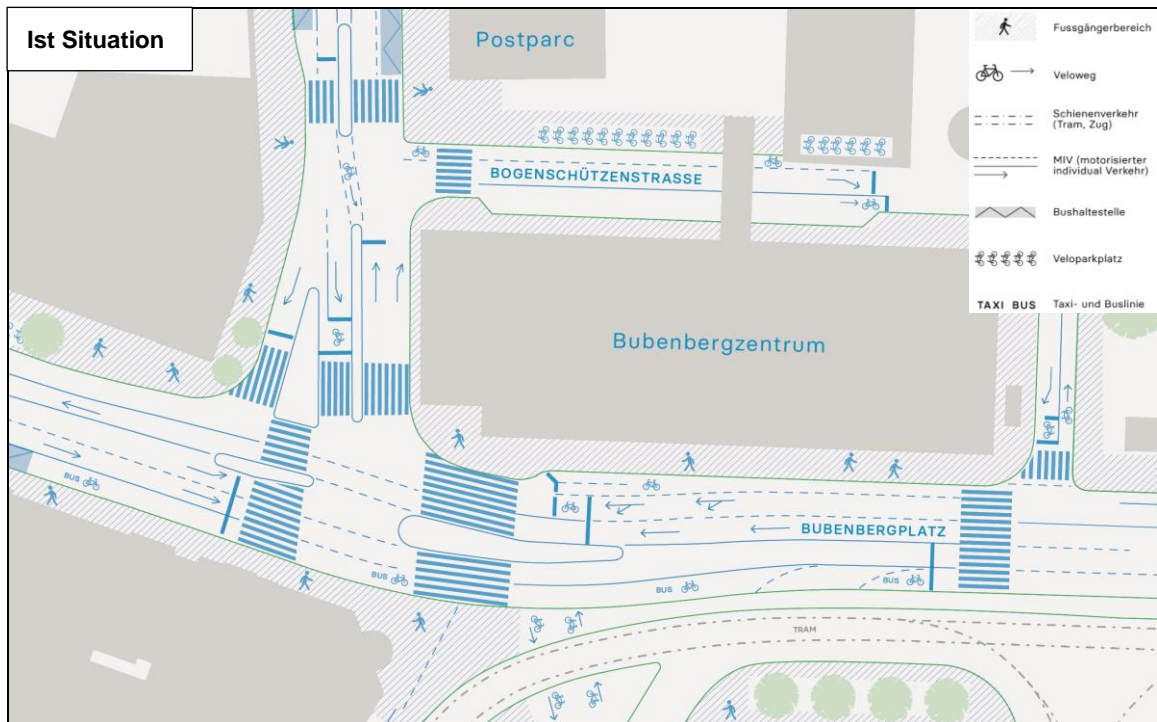 Ist Situation
Postparc
BOGENSCHÜTZENSTRASSE
Bubenbergzentrum
BUBENBERGPLATZ
BUS
BUS
BUS
BUS
TRAM
Fussgängerbereich
Veloweg
Schienenverkehr
(Tram, Zug)
MIV (motorisierter
individual Verkehr)
Bushaltestelle
Veloparkplatz
TAXI BUS Taxi- und Buslinie